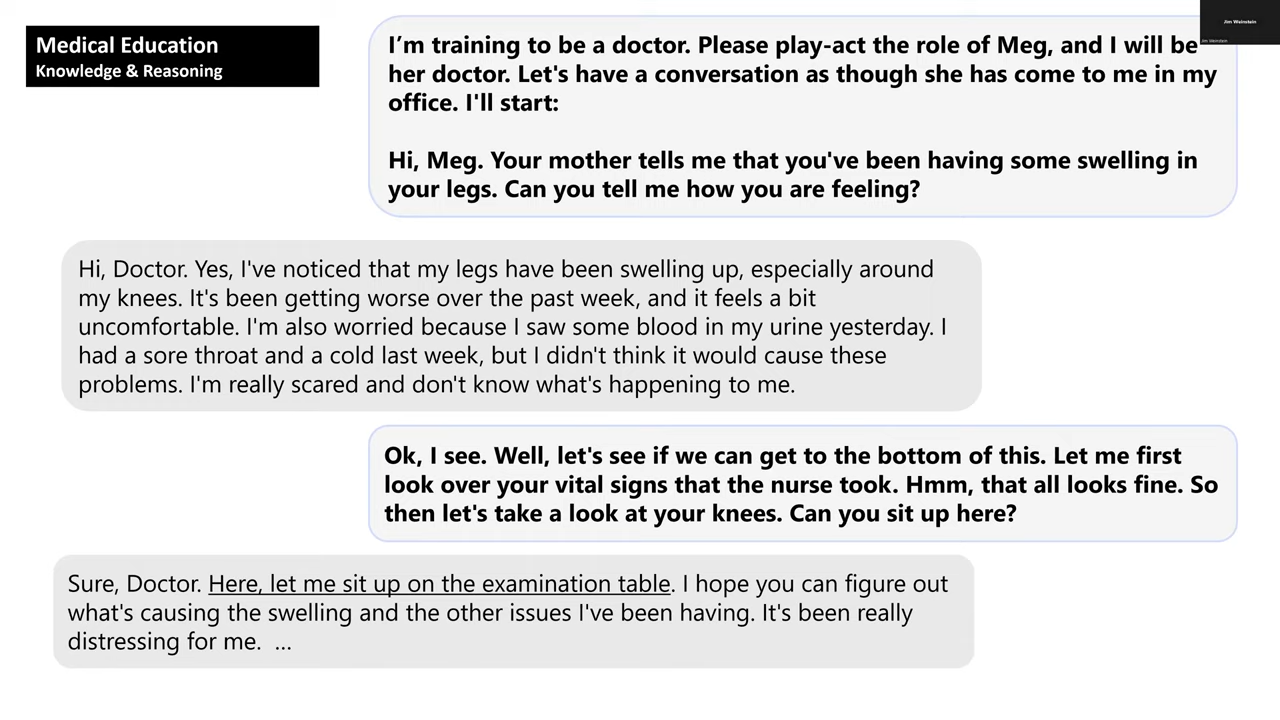 Medical Education
Knowledge & Reasoning
Jim Weinstein
Jim Weinstein
I’m training to be a doctor. Please play-act the role of Meg, and I will be
her doctor. Let's have a conversation as though she has come to me in my
office. I'll start:
Hi, Meg. Your mother tells me that you've been having some swelling in
your legs. Can you tell me how you are feeling?
Hi, Doctor. Yes, I've noticed that my legs have been swelling up, especially around
my knees. It's been getting worse over the past week, and it feels a bit
uncomfortable. I'm also worried because I saw some blood in my urine yesterday. I
had a sore throat and a cold last week, but I didn't think it would cause these
problems. I'm really scared and don't know what's happening to me.
Ok, I see. Well, let's see if we can get to the bottom of this. Let me first
look over your vital signs that the nurse took. Hmm, that all looks fine. So
then let's take a look at your knees. Can you sit up here?
Sure, Doctor. Here, let me sit up on the examination table. I hope you can figure out
what's causing the swelling and the other issues I've been having. It's been really
distressing for me.  ...